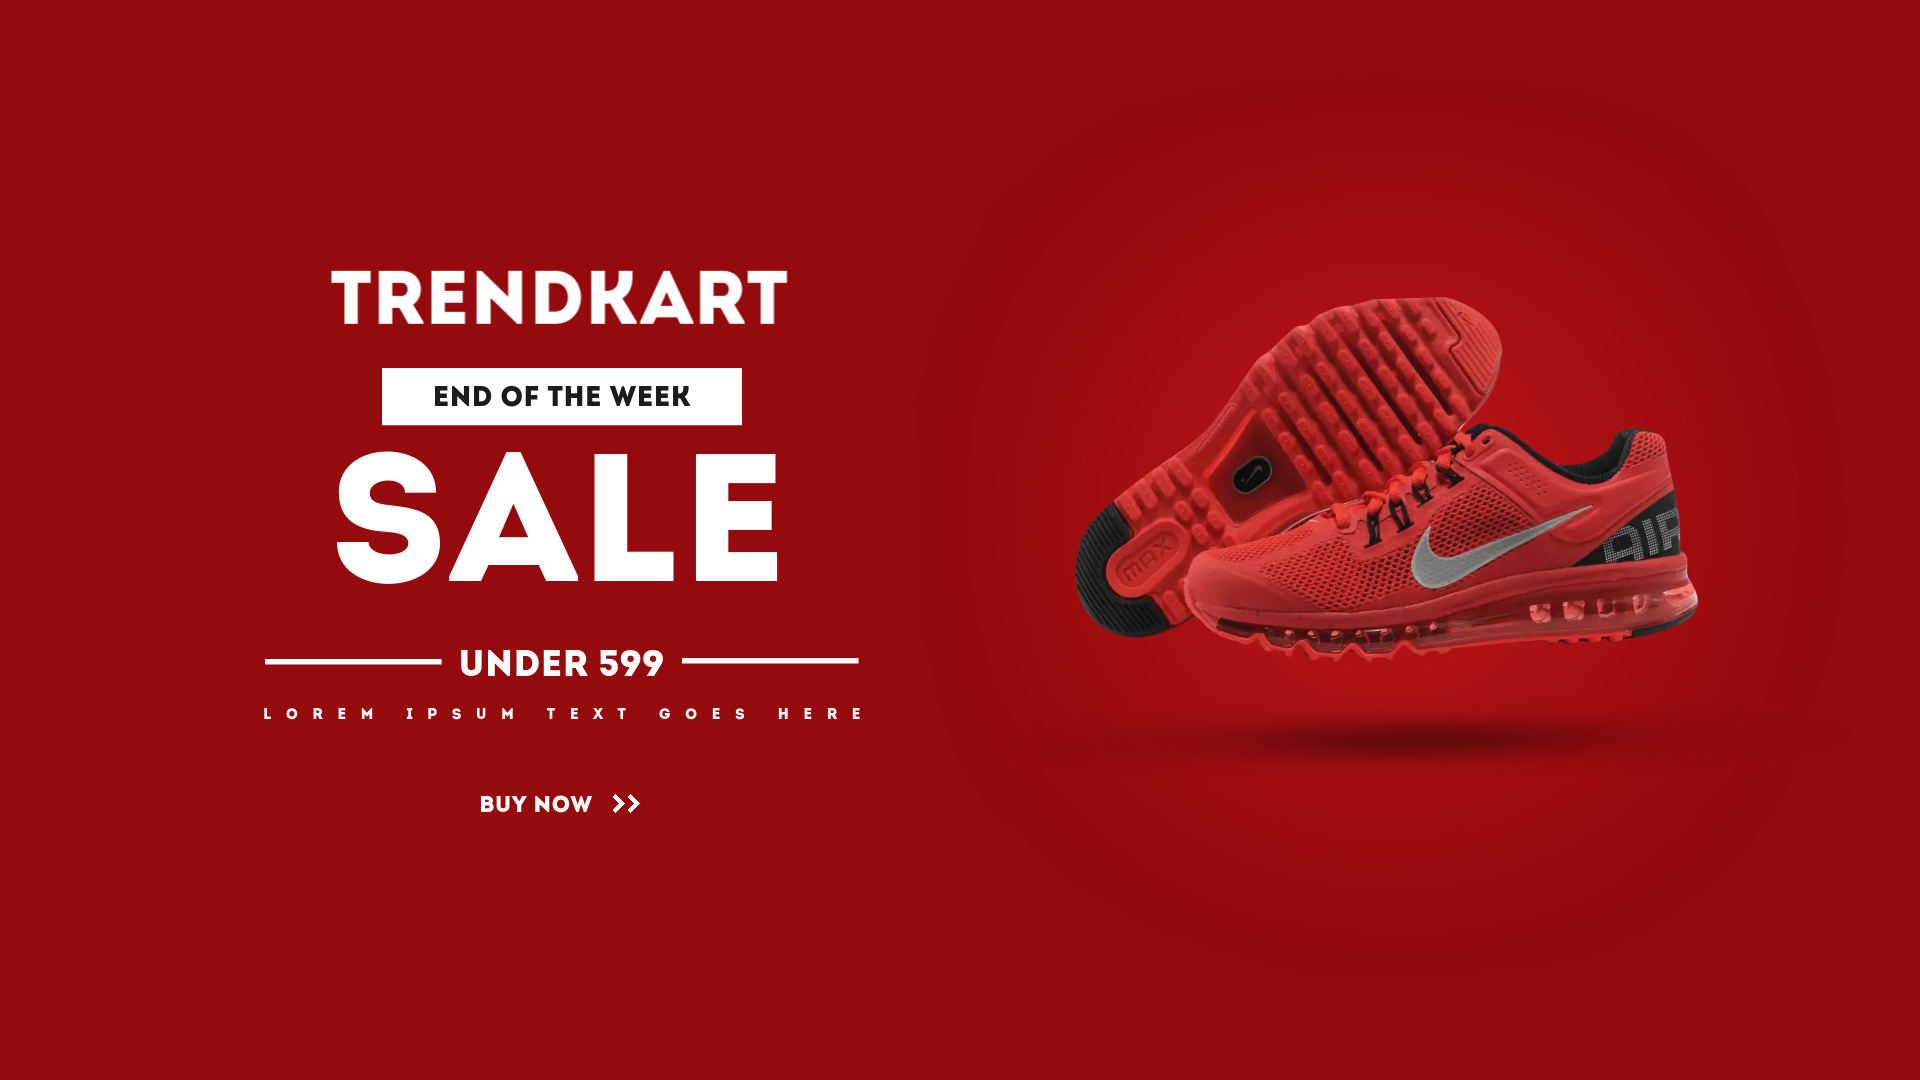 TRENDKART
END OF THE WEEK
SALE
UNDER 599
LOREM IPSUM TEXT GOES HERE
BUY NOW
MAX
AIR